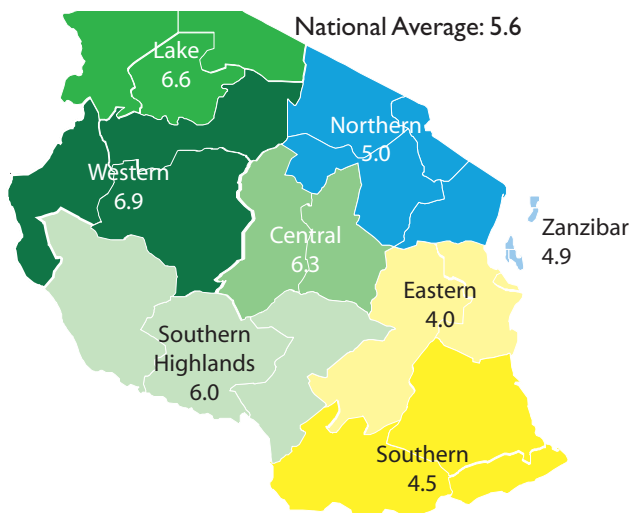 National Average: 5.6
Lake
6.6
Northern
5.0
Western
6.9
Zanzibar
4.9
Central
6.3
Eastern
4.0
Southern
Highlands
6.0
Southern
4.5